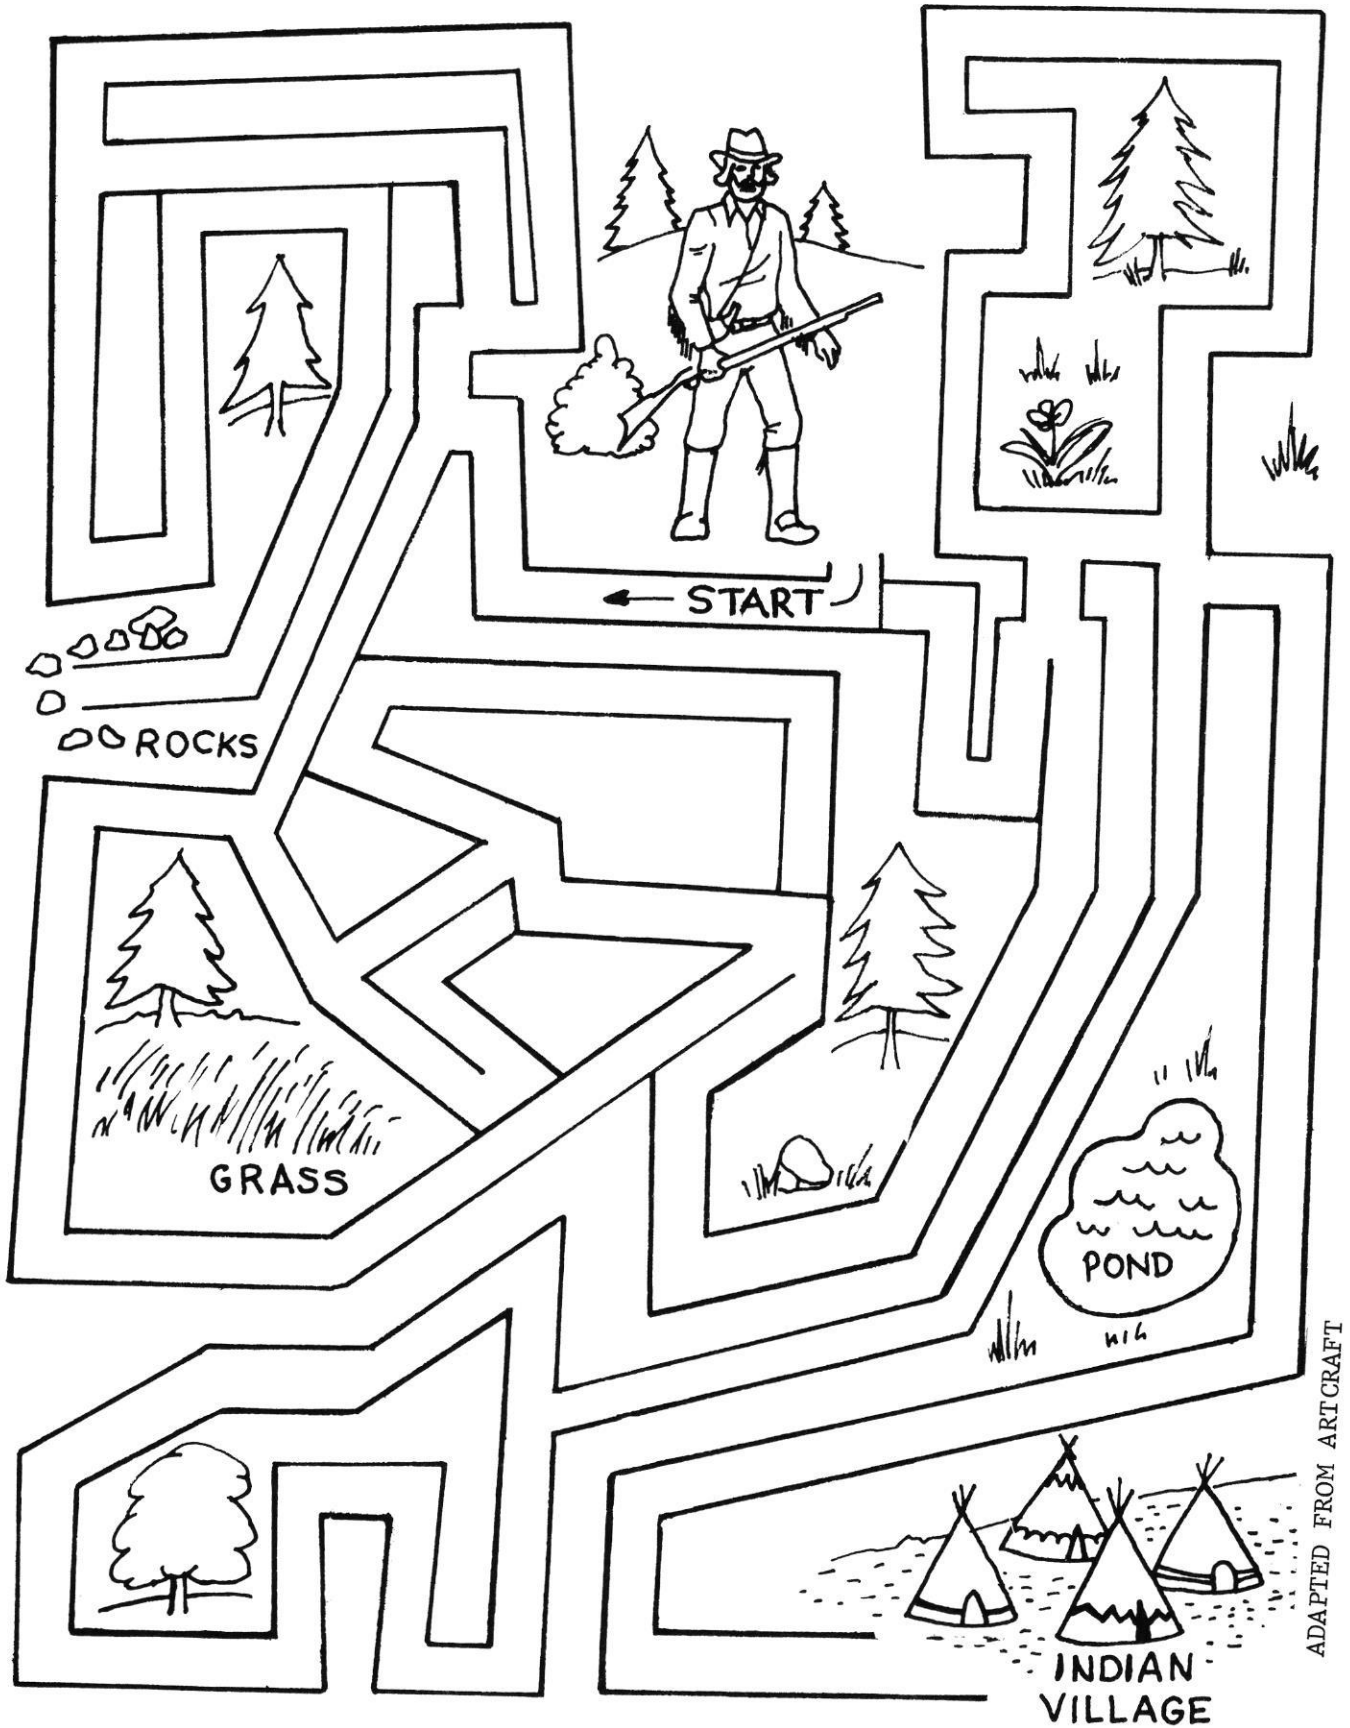 START
ROCKS
GRASS
POND
INDIAN
VILLAGE
ADAPTED FROM ARTCRAFT